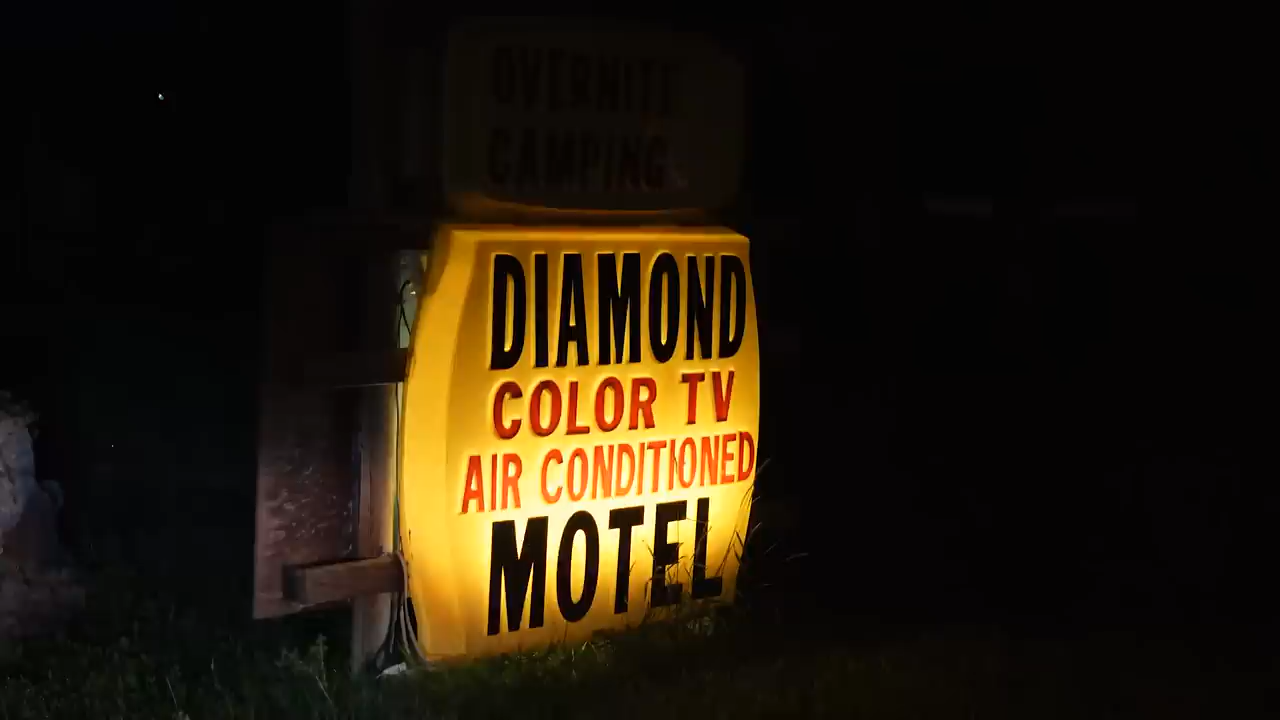 OVERNITE
CAMPING
DIAMOND
COLOR TV
AIR CONDITIONED
MOTEL